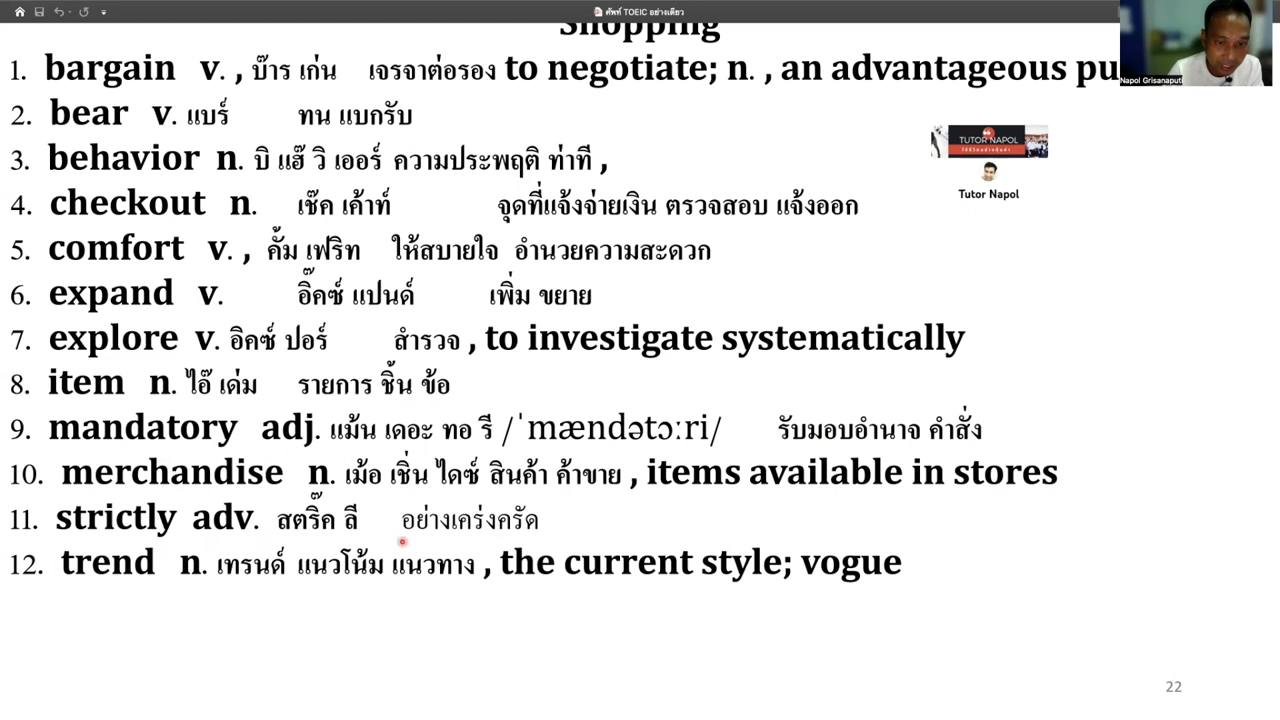 ศัพท์ TOEIC อย่างเดียว
Shopping
1. bargain v. , บ๊าร เก่น เจรจาต่อรอง to negotiate; n. , an advantageous pu
Napol Grisanaputi
2. bear v. แบร์ ทน แบกรับ
3. behavior n. บิ แฮ๊ วิ เออร์ ความประพฤติ ท่าที ,
TUTOR NAPOL
Tutor Napol
4. checkout n. เช๊ค เค้าท์ จุดที่แจ้งจ่ายเงิน ตรวจสอบ แจ้งออก
5. comfort v. , คั้ม เฟริท ให้สบายใจ อำนวยความสะดวก
6. expand v. อิ๊คซ์ แปนด์ เพิ่ม ขยาย
7. explore v. อิคซ์ ปอร์ สำรวจ , to investigate systematically
8. item n. ไอ๊ เด่ม รายการ ชิ้น ข้อ
9. mandatory adj. แม้น เดอะ ทอ รี /ˈmændətɔːri/ รับมอบอำนาจ คำสั่ง
10. merchandise n. เม้อ เชิ่น ไดซ์ สินค้า ค้าขาย , items available in stores
11. strictly adv. สตริ๊ค ลี อย่างเคร่งครัด
12. trend n. เทรนด์ แนวโน้ม แนวทาง , the current style; vogue
22